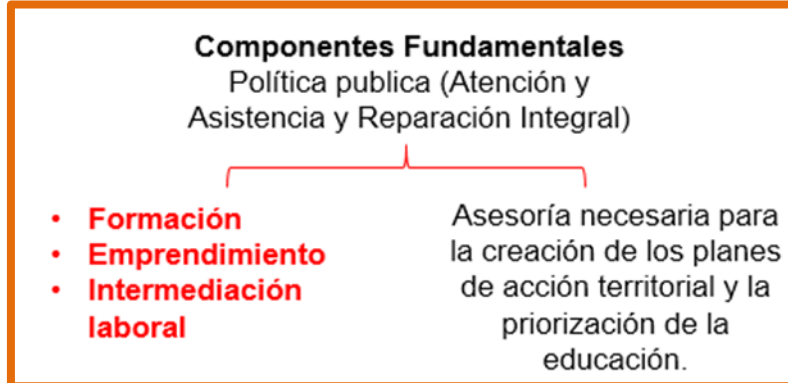 Componentes Fundamentales
Política publica (Atención y
Asistencia y Reparación Integral)
• Formación
• Emprendimiento
• Intermediación
laboral
Asesoría necesaria para
la creación de los planes
de acción territorial y la
priorización de la
educación.